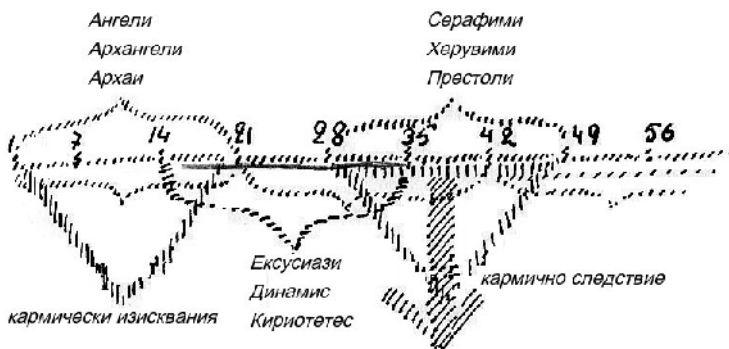 Ангели
Архангели
Архаи
Серафими
Херувими
Престоли
7 14 21 28 35 42 49 56
Ексусиази
Динамис
Кириотетес
кармически изисквания
кармично следствие